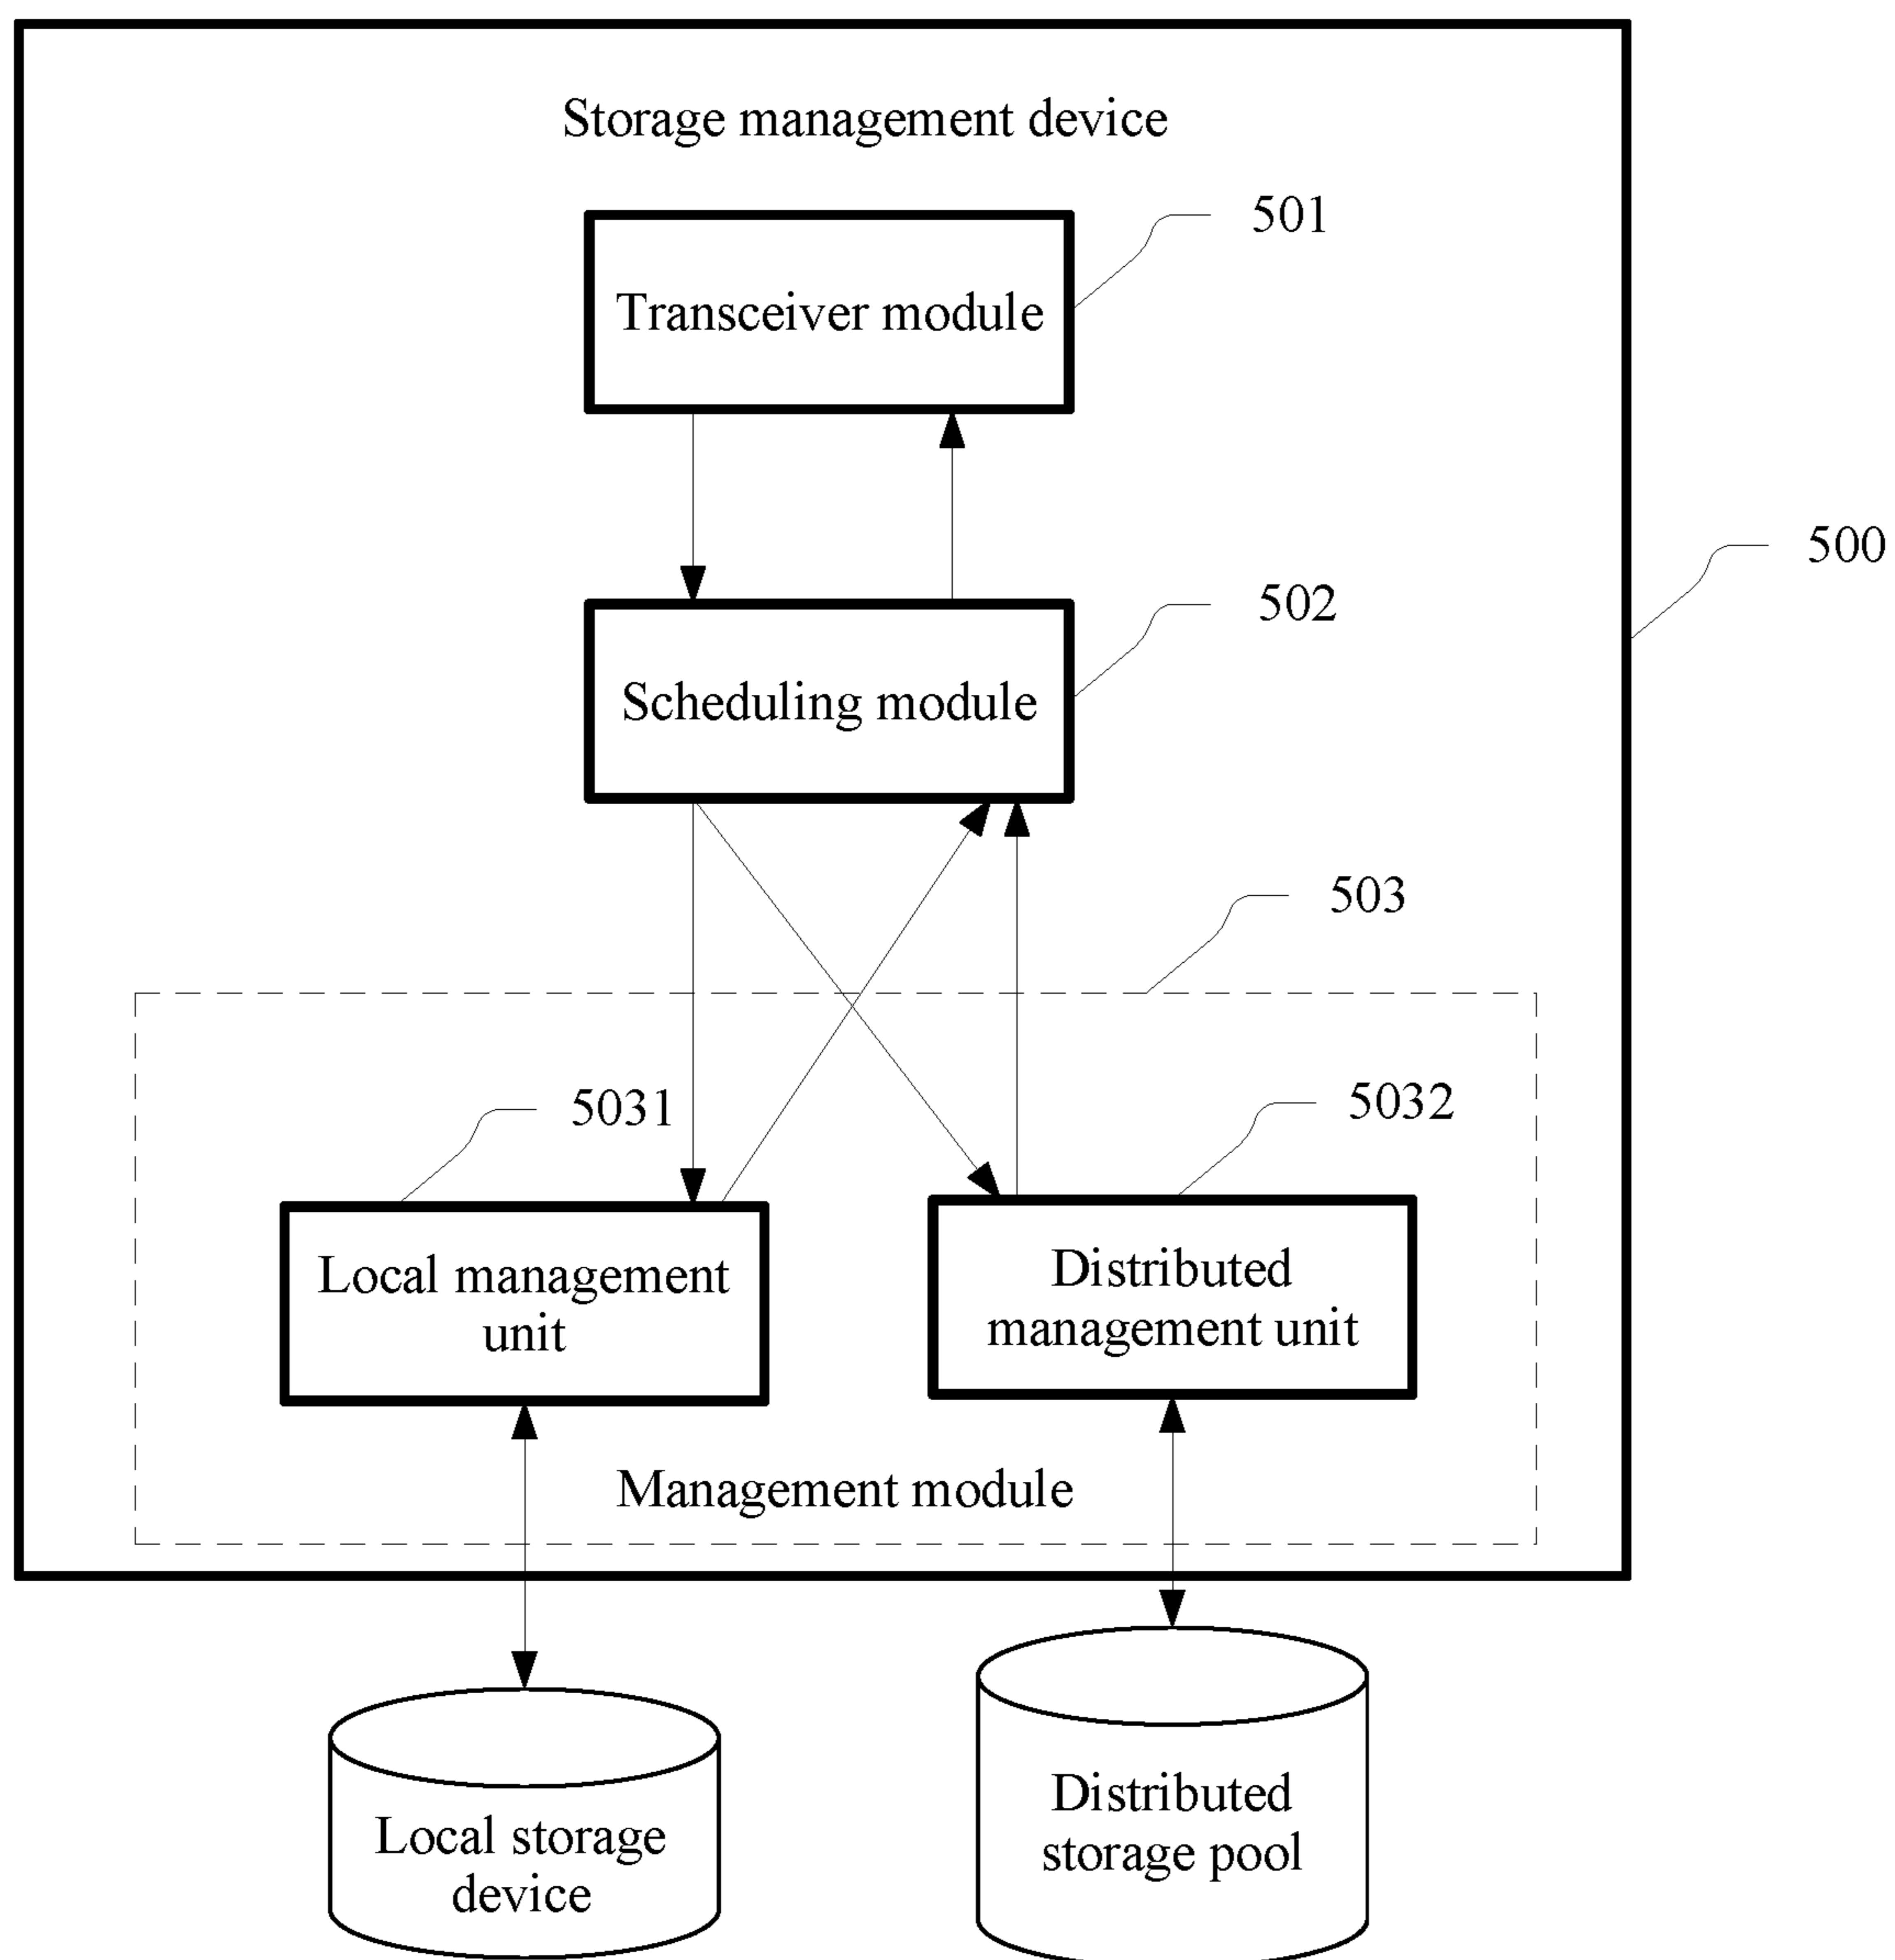 Storage management device
501
Transceiver module
500
502
Scheduling module
503
5031
5032
Local management
unit
Distributed
management unit
Management module
Local storage
device
Distributed
storage pool